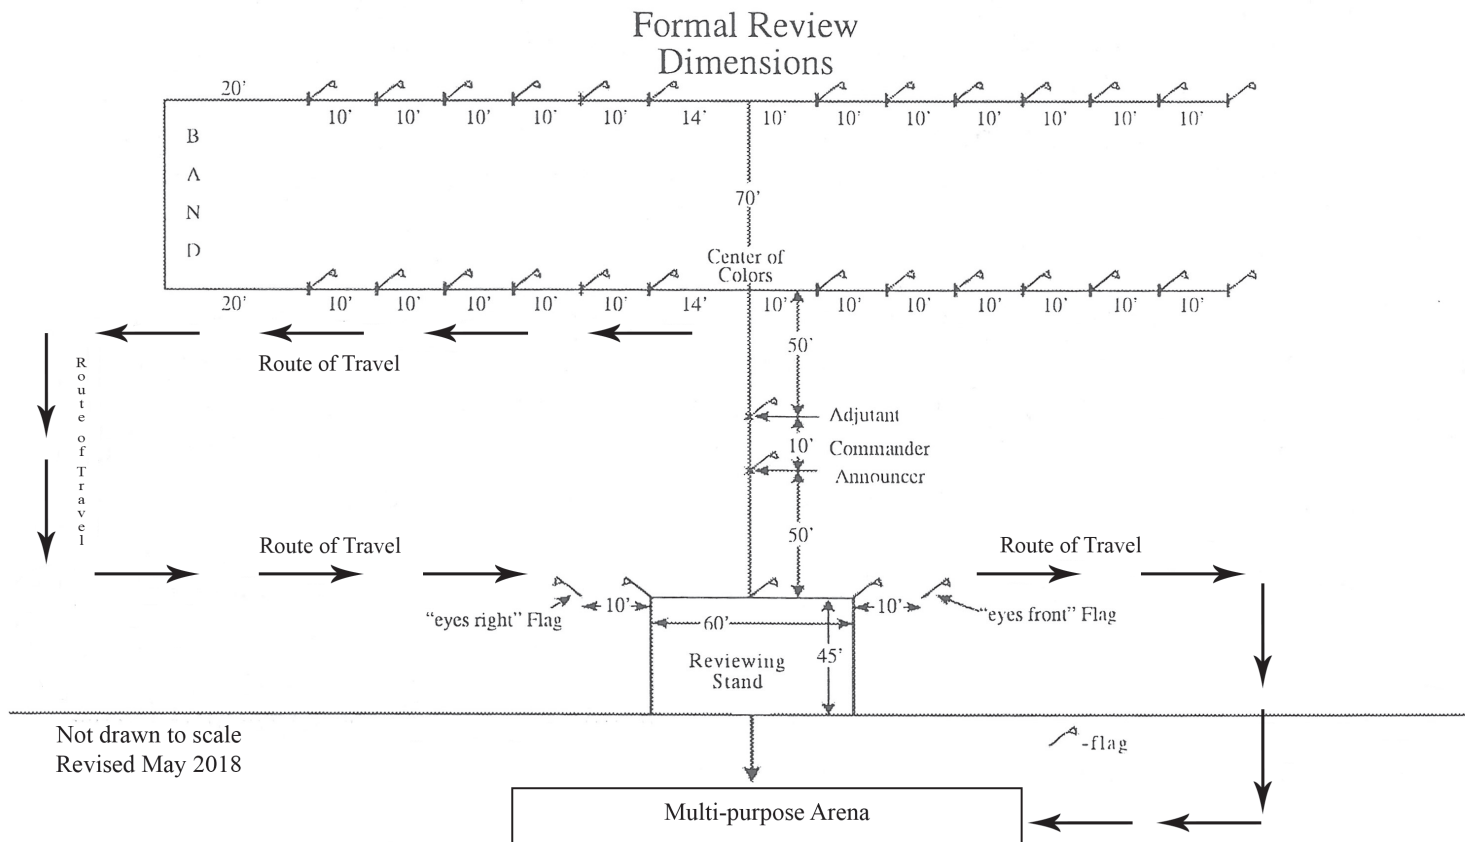 Formal Review
Dimensions
20'
10' 10' 10' 10' 10' 14' 10' 10' 10' 10' 10' 10' 10'
BAND
70'
Center of
Colors
20' 10' 10' 10' 10' 10' 14' 10' 10' 10' 10' 10' 10' 10'
50'
Route of Travel
Route of Travel
Adjutant
10' Commander
Announcer
50'
Route of Travel
Route of Travel
"eyes right" Flag
10'
10'
"eyes front" Flag
60'
45'
Reviewing
Stand
Not drawn to scale
Revised May 2018
-flag
Multi-purpose Arena